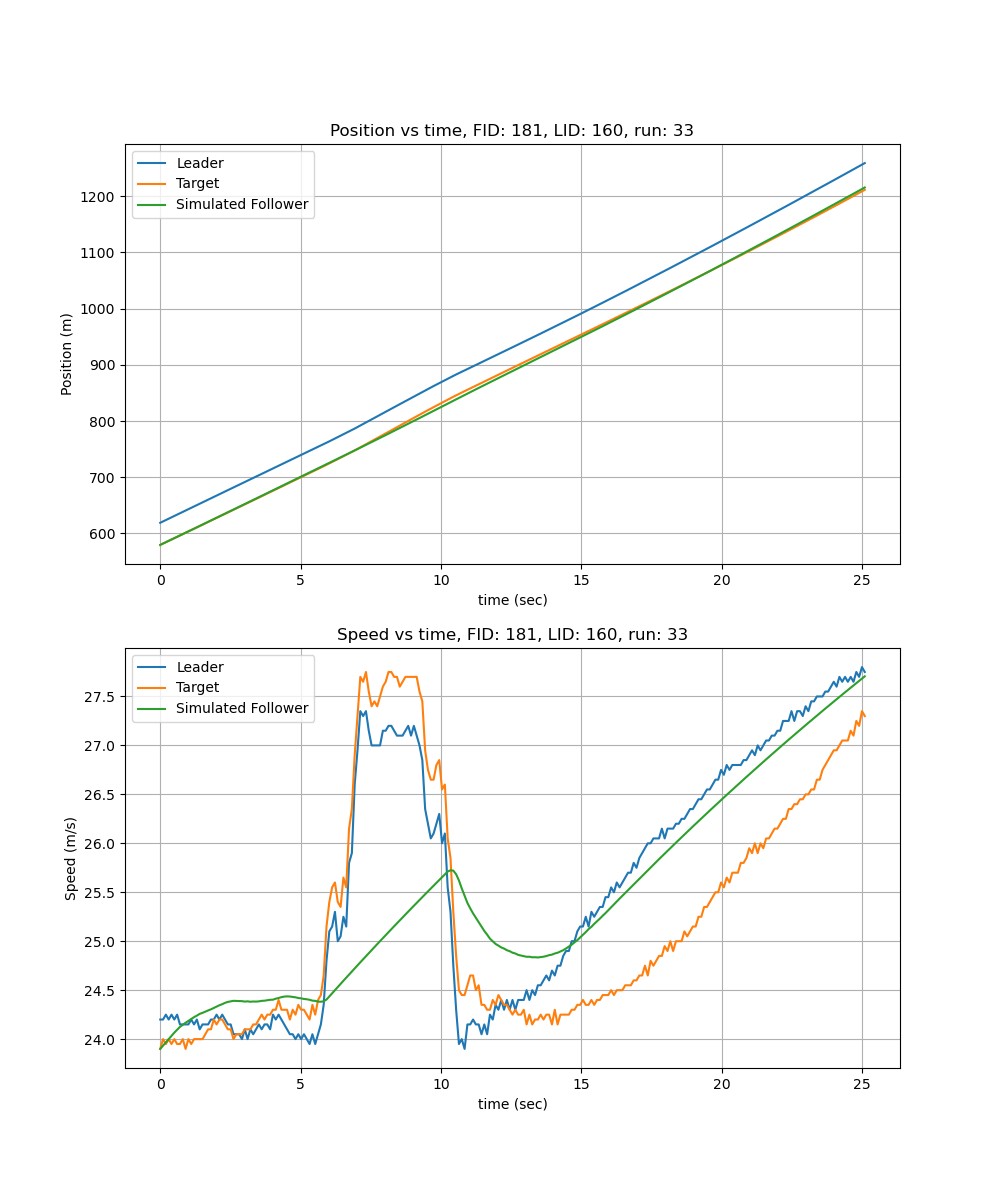 Position vs time, FID: 181, LID: 160, run: 33
Leader
Target
Simulated Follower
1200
1100
1000
900
800
700
600
Position (m)
0 5 10 15 20 25
time (sec)
Speed vs time, FID: 181, LID: 160, run: 33
Leader
Target
Simulated Follower
27.5
27.0
26.5
26.0
25.5
25.0
24.5
24.0
Speed (m/s)
0 5 10 15 20 25
time (sec)